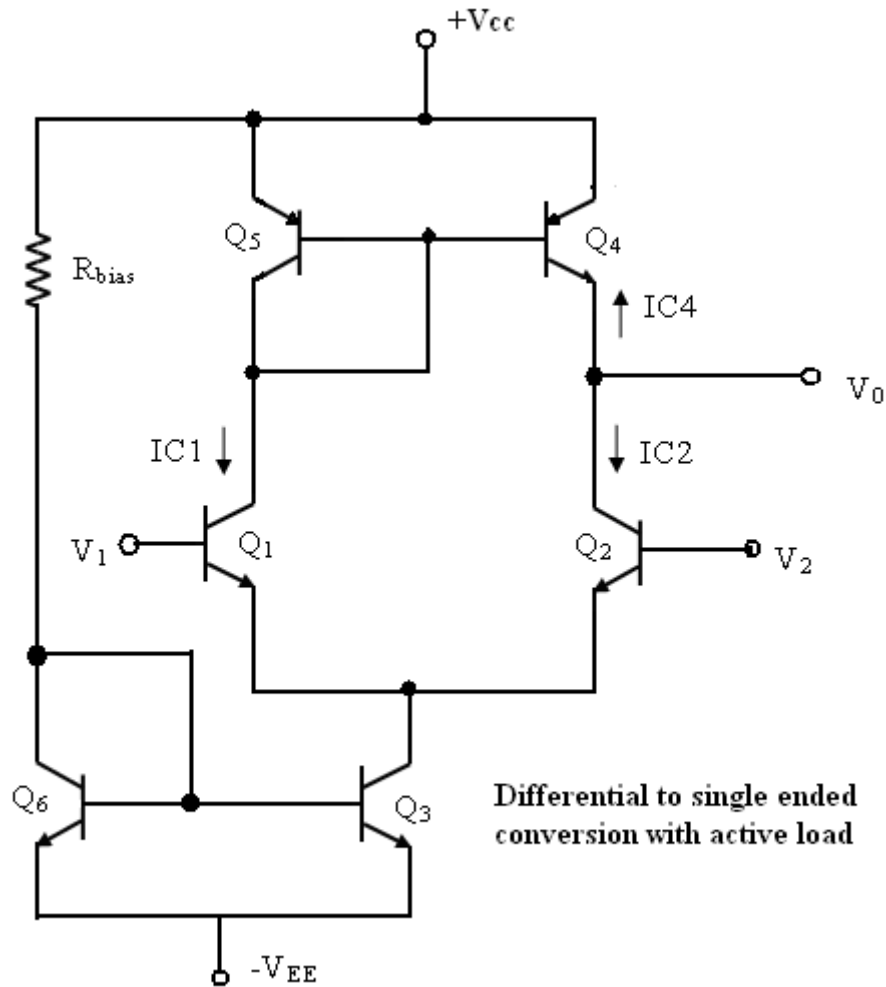 +Vcc
Q5
Q4
Rbias
IC4
V0
IC1
IC2
V1
Q1
Q2
V2
Q6
Q3
Differential to single ended
conversion with active load
-VEE